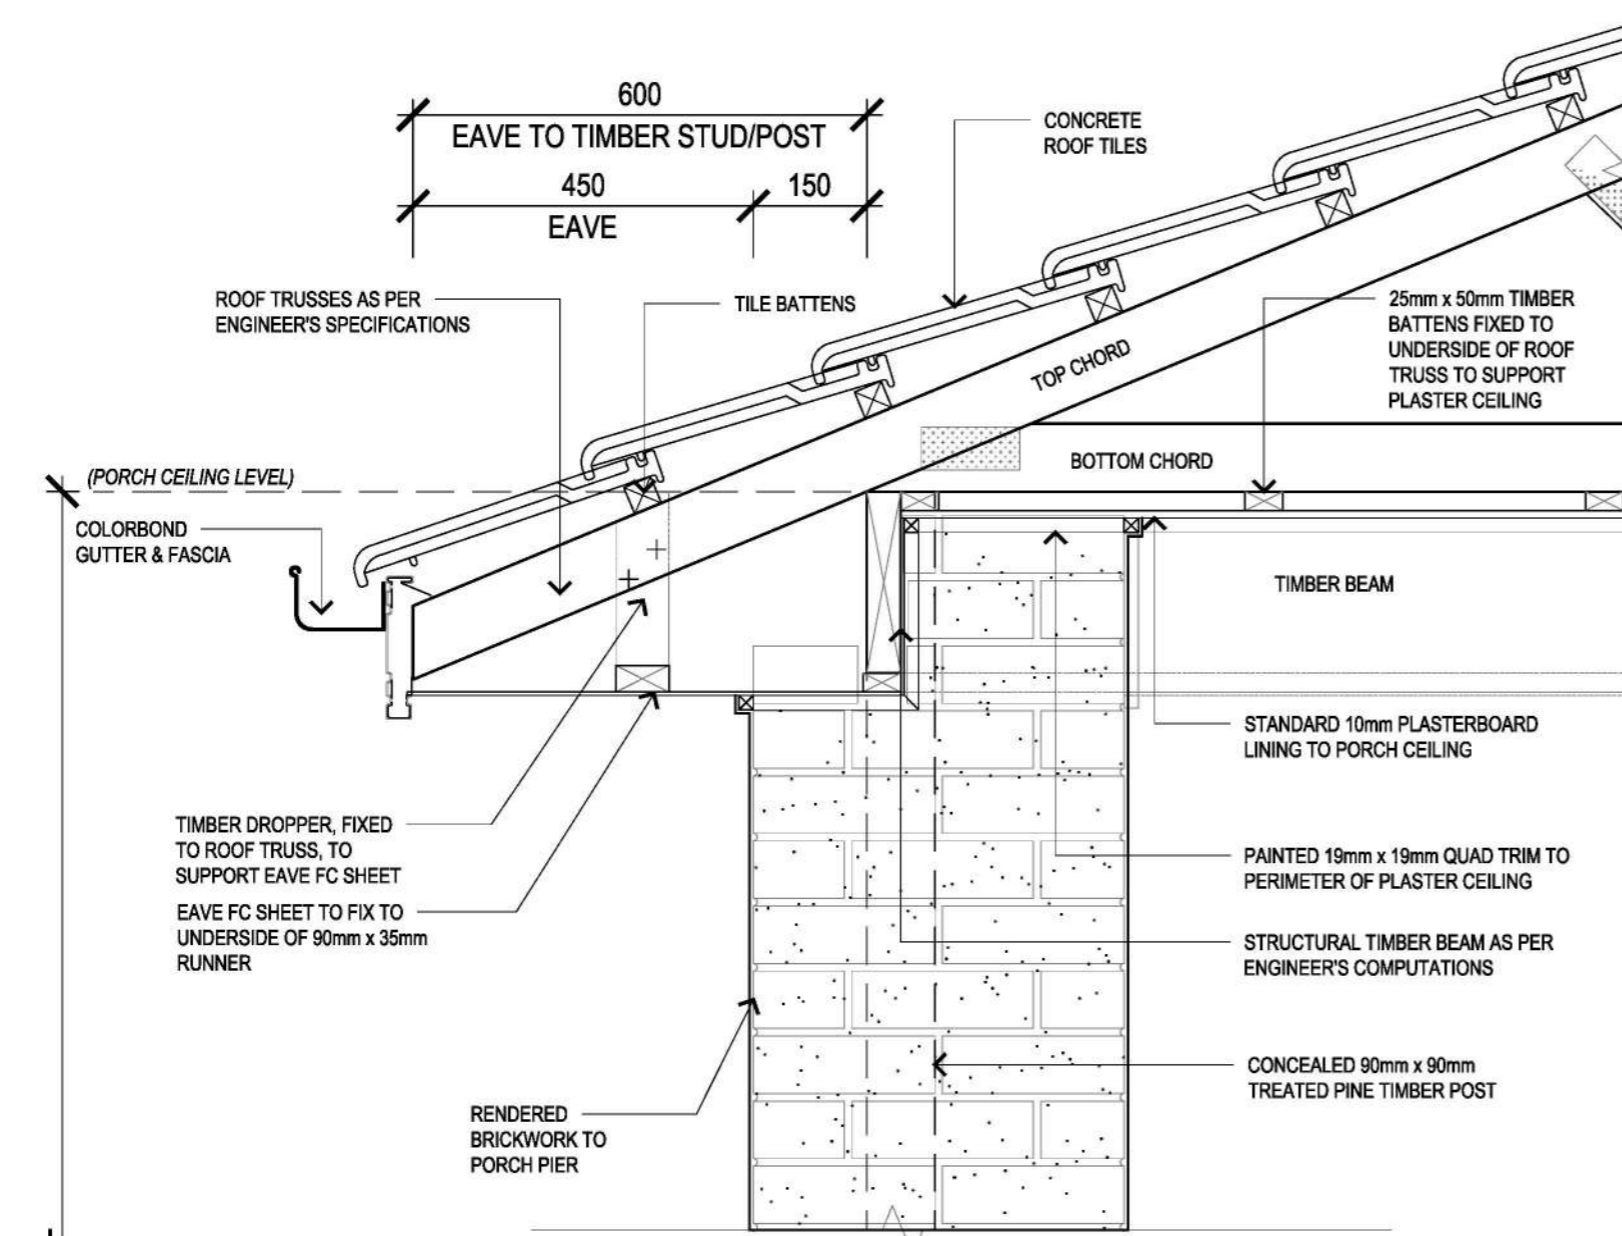 600
EAVE TO TIMBER STUD/POST
450
150
EAVE
CONCRETE
ROOF TILES
ROOF TRUSSES AS PER
ENGINEER'S SPECIFICATIONS
TILE BATTENS
25mm x 50mm TIMBER
BATTENS FIXED TO
UNDERSIDE OF ROOF
TRUSS TO SUPPORT
PLASTER CEILING
TOP CHORD
BOTTOM CHORD
(PORCH CEILING LEVEL)
COLORBOND
GUTTER & FASCIA
TIMBER BEAM
STANDARD 10mm PLASTERBOARD
LINING TO PORCH CEILING
TIMBER DROPPER, FIXED
TO ROOF TRUSS, TO
SUPPORT EAVE FC SHEET
EAVE FC SHEET TO FIX TO
UNDERSIDE OF 90mm x 35mm
RUNNER
PAINTED 19mm x 19mm QUAD TRIM TO
PERIMETER OF PLASTER CEILING
STRUCTURAL TIMBER BEAM AS PER
ENGINEER'S COMPUTATIONS
CONCEALED 90mm x 90mm
TREATED PINE TIMBER POST
RENDERED
BRICKWORK TO
PORCH PIER